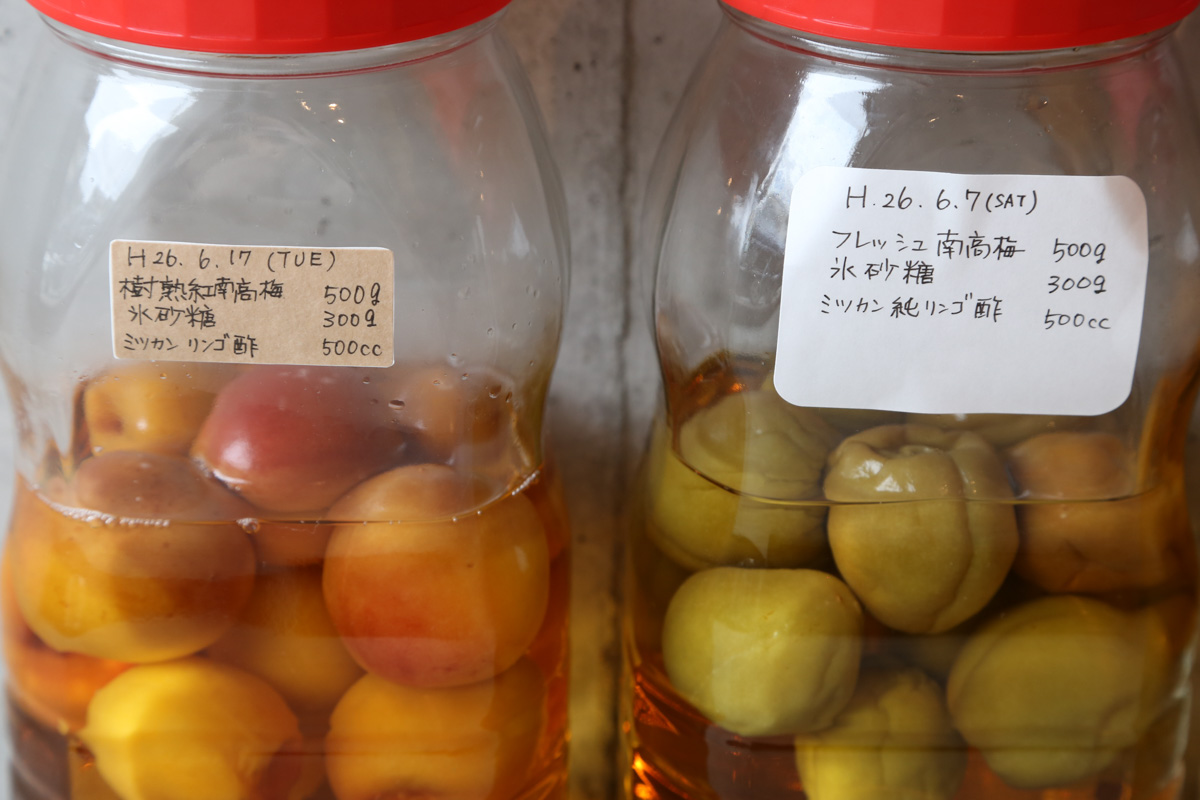 H26. 6.17 (TUE)
樹熟紅南高梅 500g
氷砂糖 300g
ミツカン リンゴ酢 500cc
H.26.6.7(SAT)
フレッシュ南高梅 500g
氷砂糖 300g
ミツカン純リンゴ酢 500cc